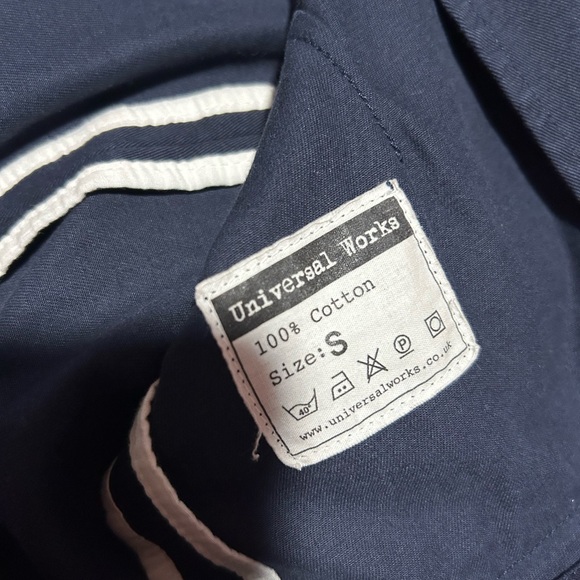 Universal Works
100% Cotton
Size: S
40°
P
www.universalworks.co.uk